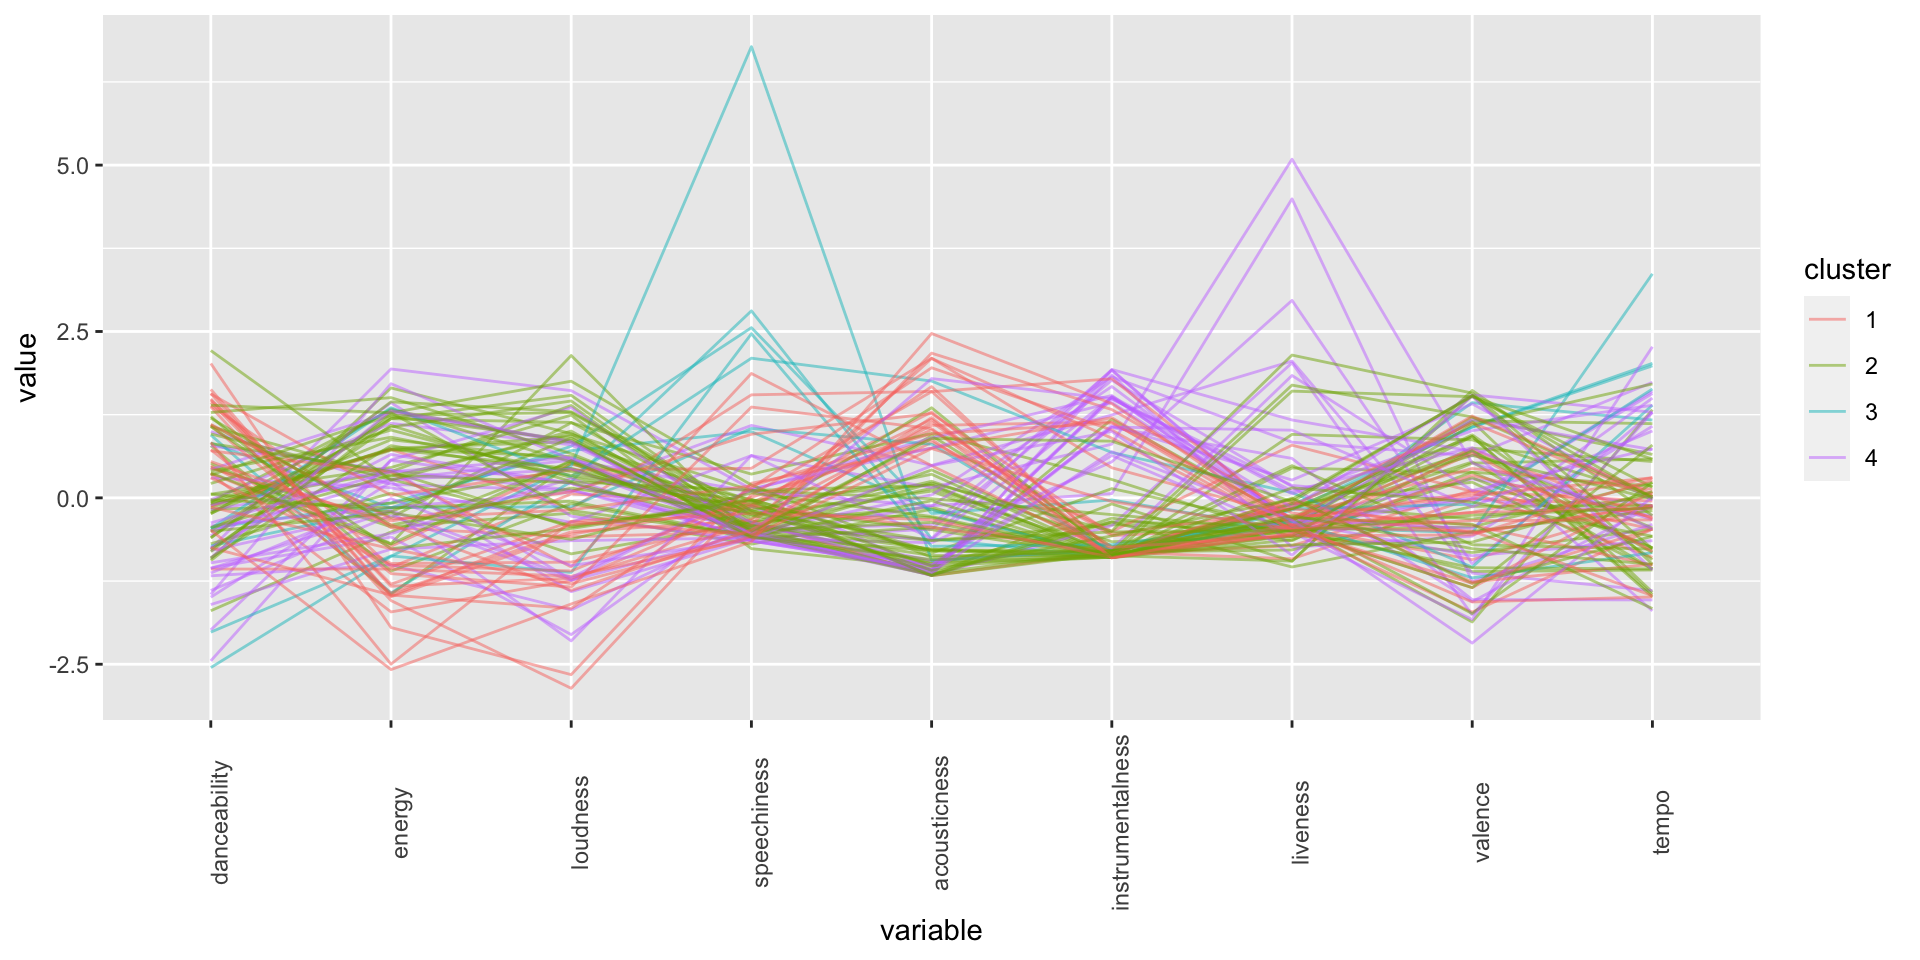 5.0
2.5
0.0
-2.5
value
danceability
energy
loudness
speechiness
acousticness
instrumentalness
liveness
valence
tempo
variable
cluster
1
2
3
4